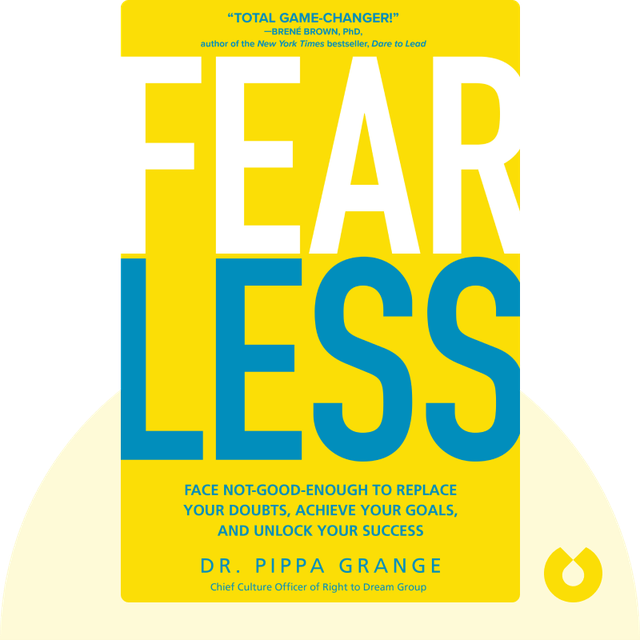 “TOTAL GAME-CHANGER!”
—BRENÉ BROWN, PhD,
author of the New York Times bestseller, Dare to Lead
FEAR
LESS
FACE NOT-GOOD-ENOUGH TO REPLACE
YOUR DOUBTS, ACHIEVE YOUR GOALS,
AND UNLOCK YOUR SUCCESS
DR. PIPPA GRANGE
Chief Culture Officer of Right to Dream Group